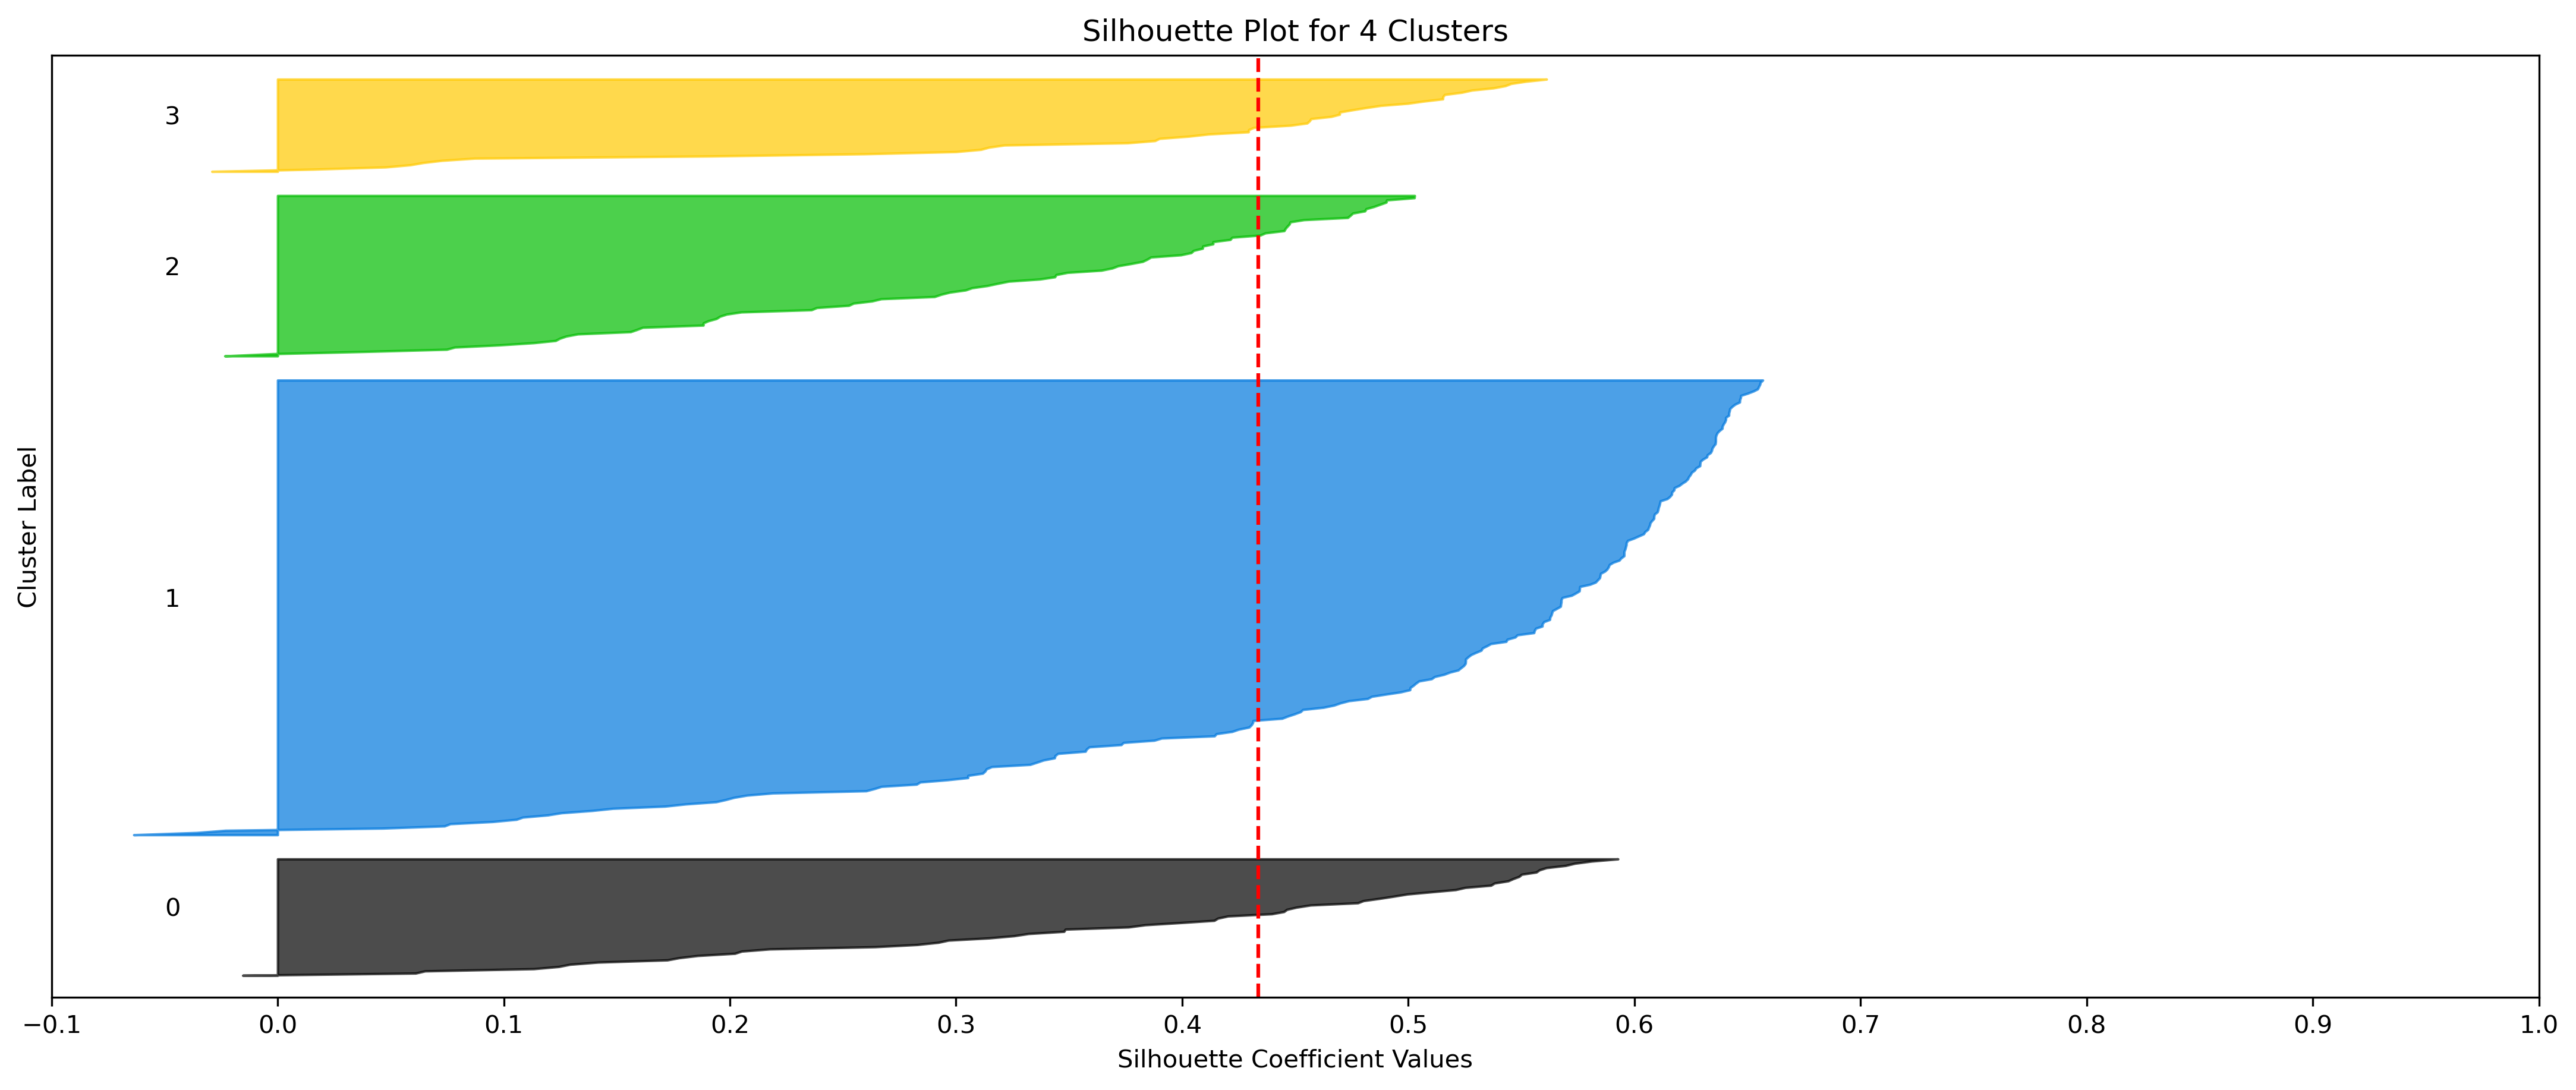 Silhouette Plot for 4 Clusters
Cluster Label
3
2
1
0
−0.1 0.0 0.1 0.2 0.3 0.4 0.5 0.6 0.7 0.8 0.9 1.0
Silhouette Coefficient Values